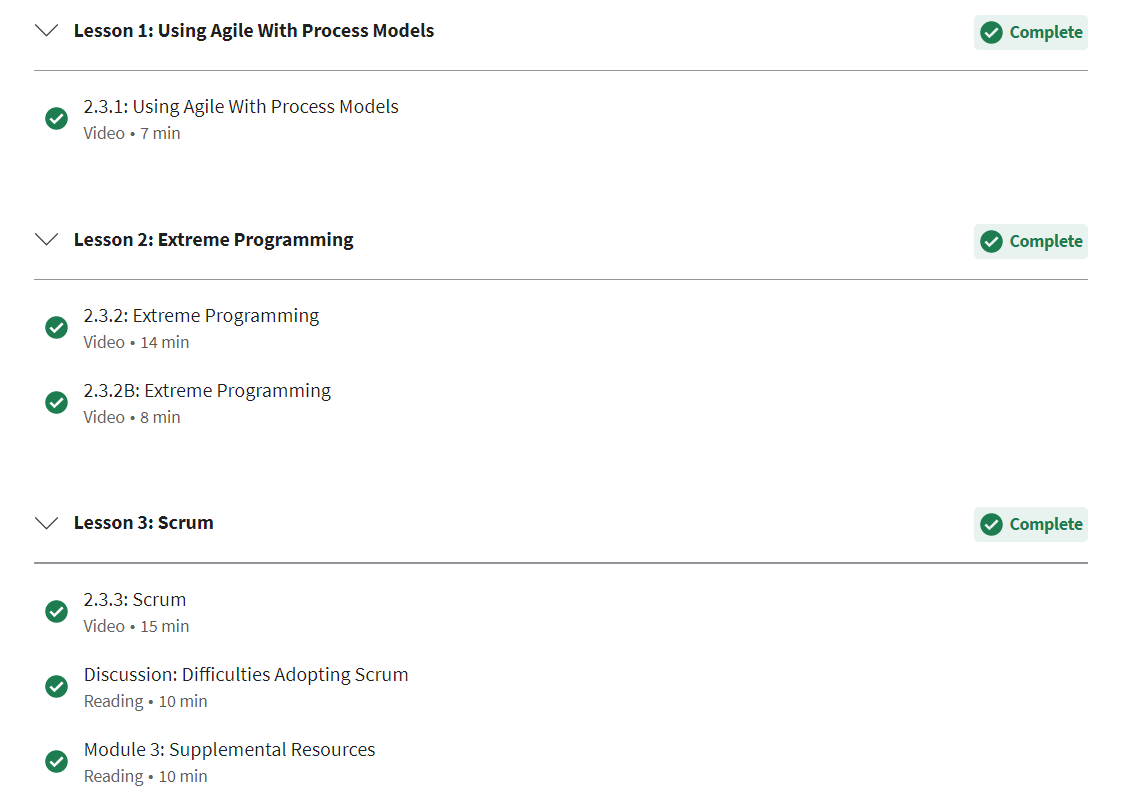 Lesson 1: Using Agile With Process Models
Complete
2.3.1: Using Agile With Process Models
Video • 7 min
Lesson 2: Extreme Programming
Complete
2.3.2: Extreme Programming
Video • 14 min
2.3.2B: Extreme Programming
Video • 8 min
Lesson 3: Scrum
Complete
2.3.3: Scrum
Video • 15 min
Discussion: Difficulties Adopting Scrum
Reading • 10 min
Module 3: Supplemental Resources
Reading • 10 min